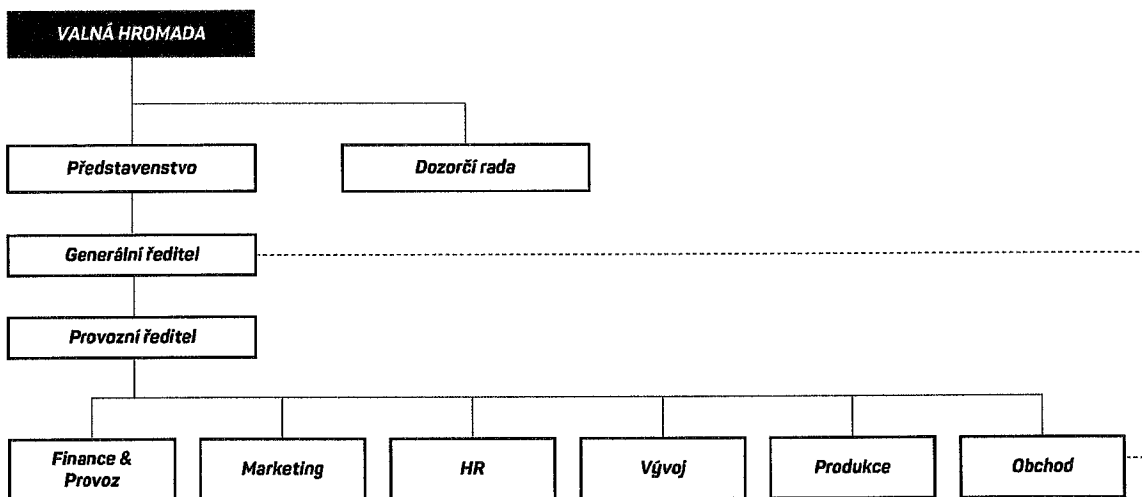 VALNÁ HROMADA
Představenstvo
Dozorčí rada
Generální ředitel
Provozní ředitel
Finance &
Provoz
Marketing
HR
Vývoj
Produkce
Obchod